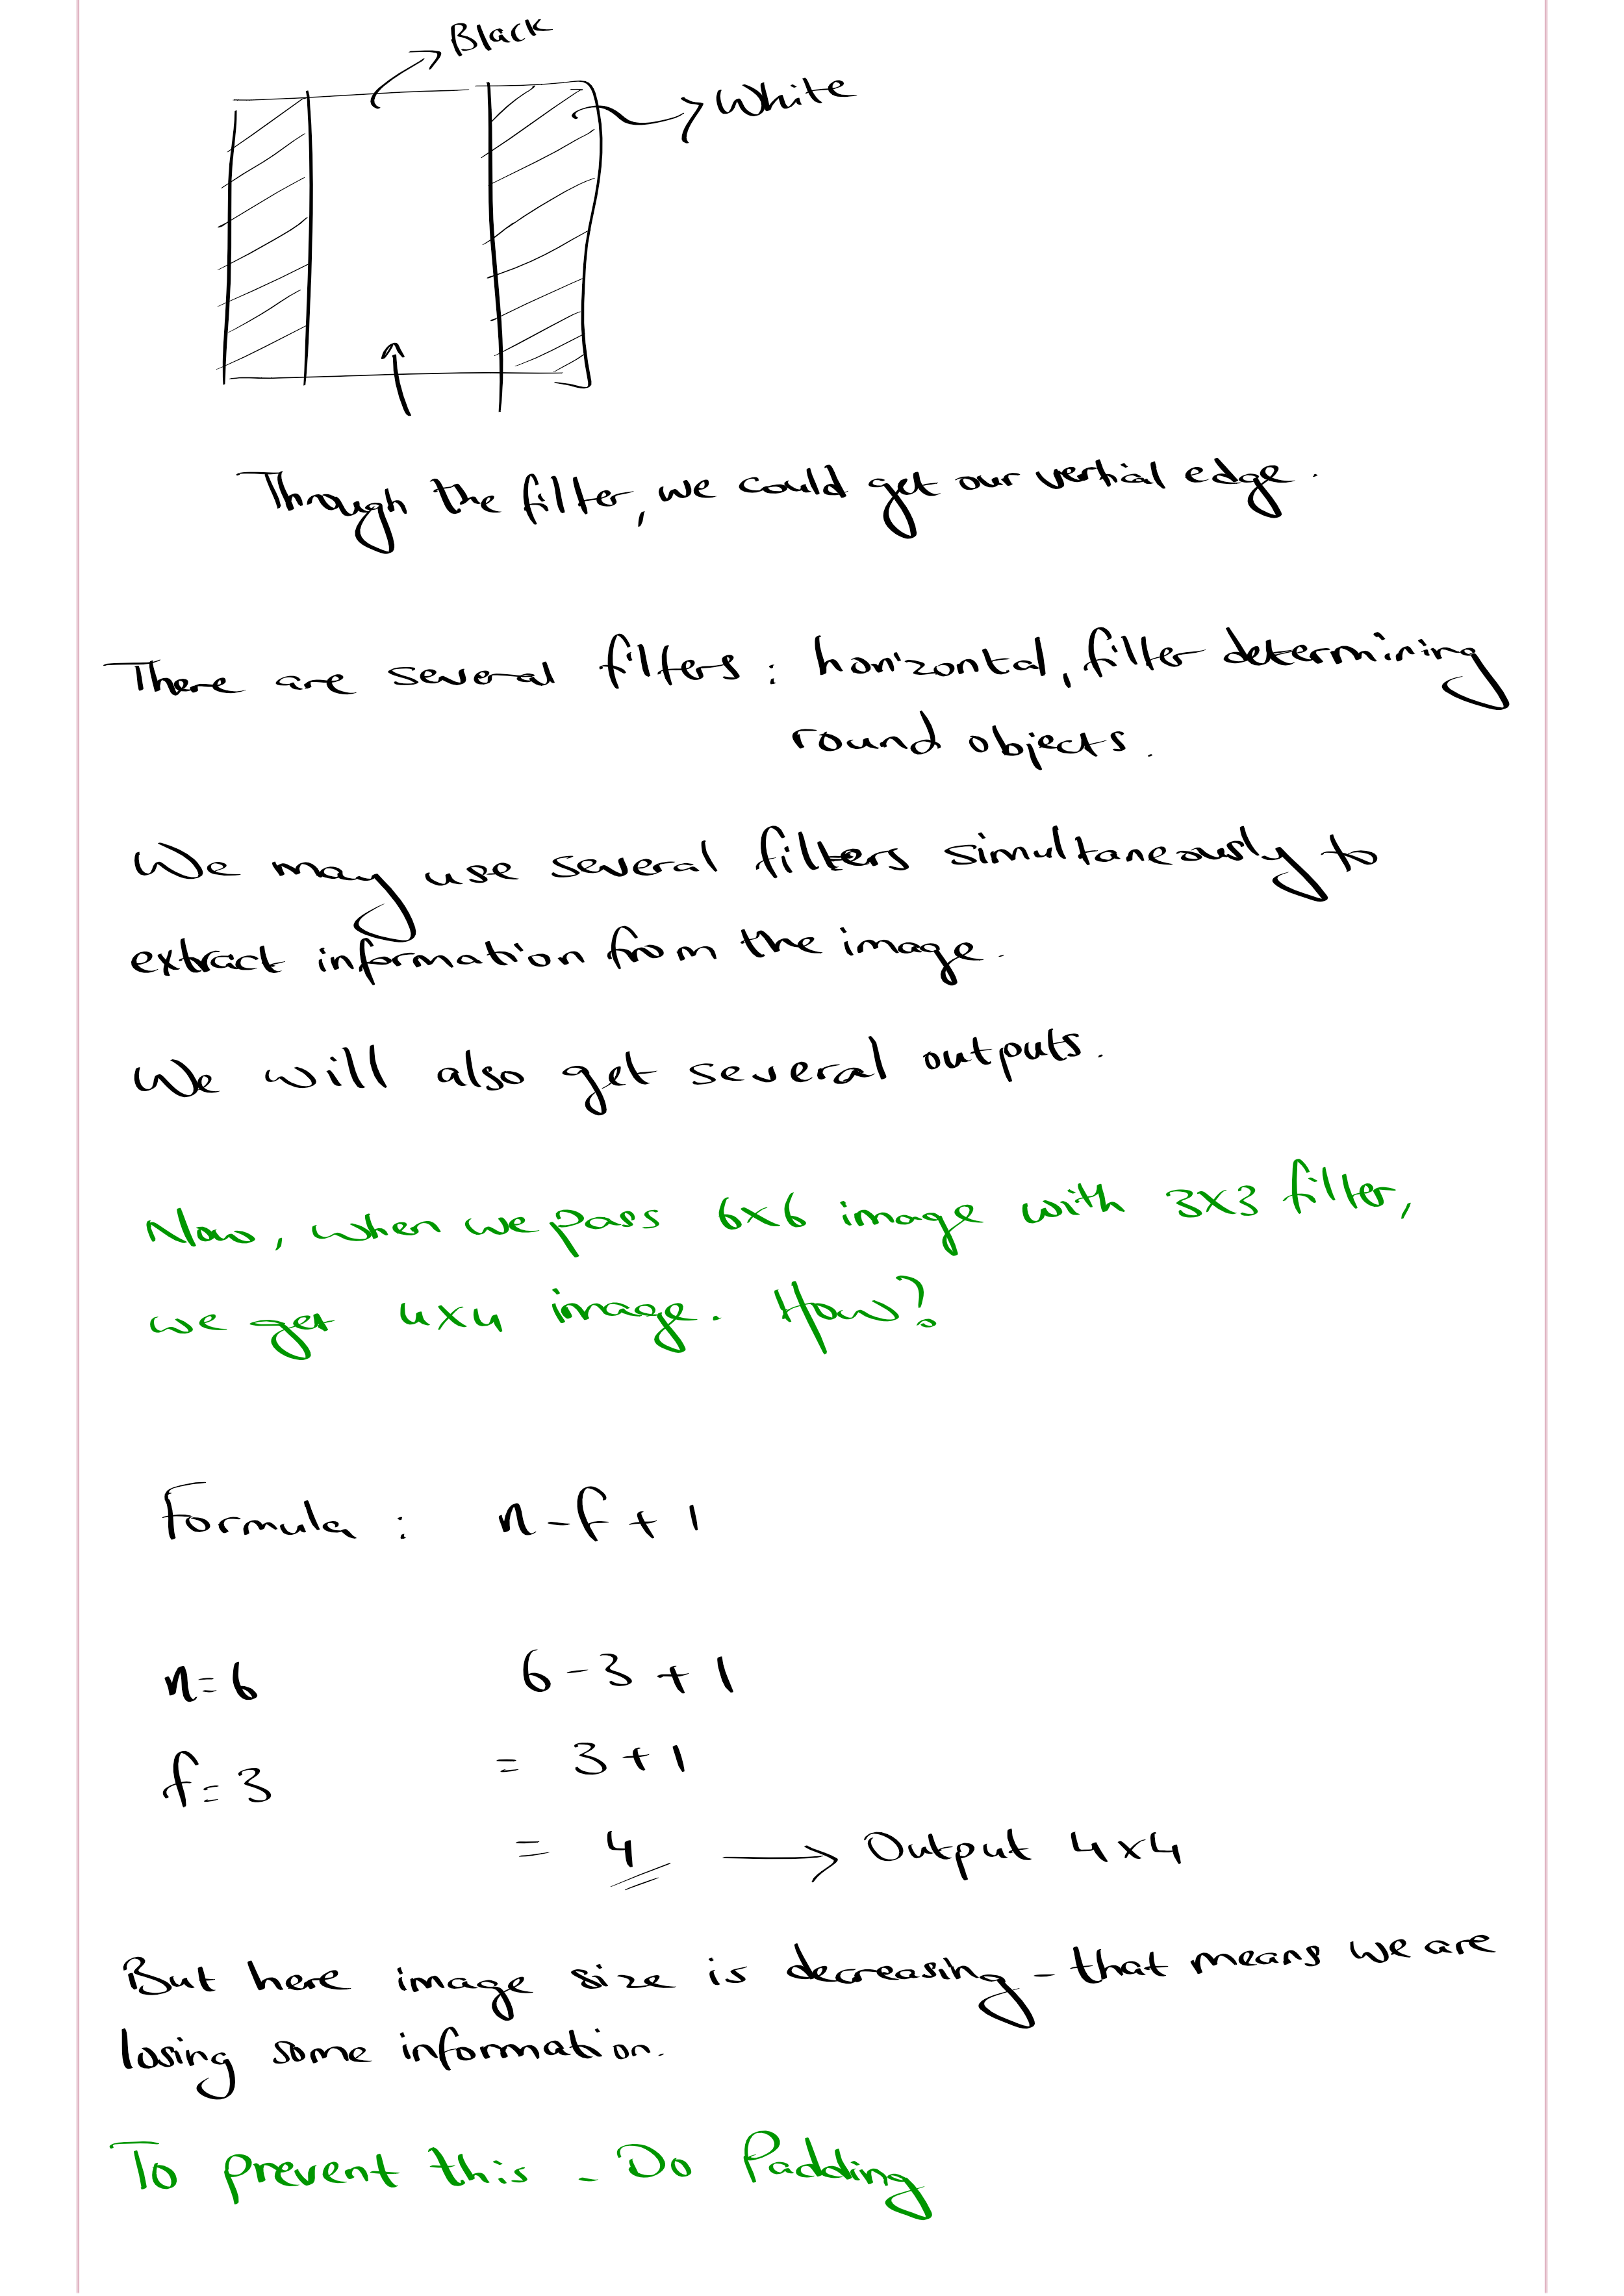 Black
White
Through the filter, we could get our vertial edge.
There are several filters : horizontal, filter determining
round objects.
We may use several filters simultaneously to
extract information from the image.
We will also get several outputs.
Now, when we pass 6x6 image with 3x3 filter,
we get 4x4 image. How?
Formula : n-f+1
n=6 6-3+1
f=3 = 3+1
= 4 → Output 4x4
But here image size is decreasing - that means we are
losing some information.
To prevent this - Do Padding